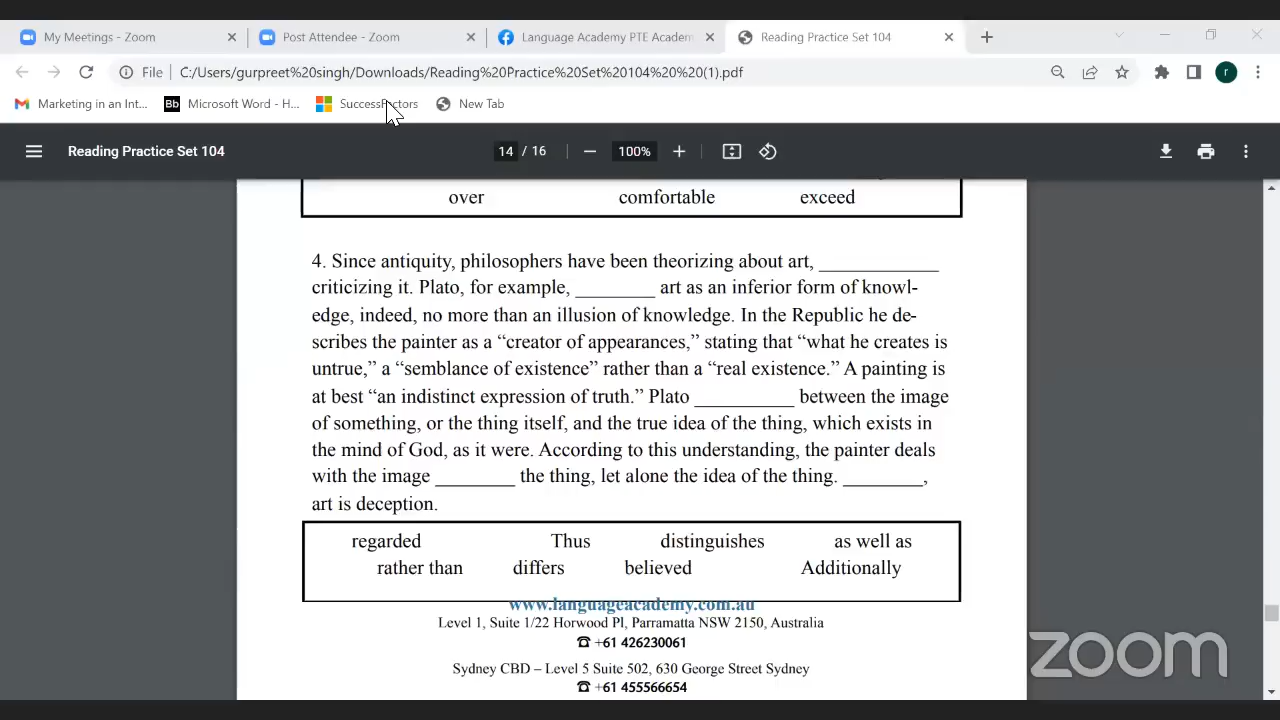 My Meetings - Zoom
Post Attendee - Zoom
Language Academy PTE Academ
Reading Practice Set 104
File
C:/Users/gurpreet%20singh/Downloads/Reading%20Practice%20Set%20104%20%20(1).pdf
r
Marketing in an Int...
Bb
Microsoft Word - H...
SuccessFactors
New Tab
Reading Practice Set 104
14 / 16
100%
over comfortable exceed
4. Since antiquity, philosophers have been theorizing about art, ____________
criticizing it. Plato, for example, ________ art as an inferior form of knowl-
edge, indeed, no more than an illusion of knowledge. In the Republic he de-
scribes the painter as a “creator of appearances,” stating that “what he creates is
untrue,” a “semblance of existence” rather than a “real existence.” A painting is
at best “an indistinct expression of truth.” Plato __________ between the image
of something, or the thing itself, and the true idea of the thing, which exists in
the mind of God, as it were. According to this understanding, the painter deals
with the image ________ the thing, let alone the idea of the thing. ________,
art is deception.
regarded Thus distinguishes as well as
rather than differs believed Additionally
www.languageacademy.com.au
Level 1, Suite 1/22 Horwood Pl, Parramatta NSW 2150, Australia
☎ +61 426230061
Sydney CBD – Level 5 Suite 502, 630 George Street Sydney
☎ +61 455566654
zoom